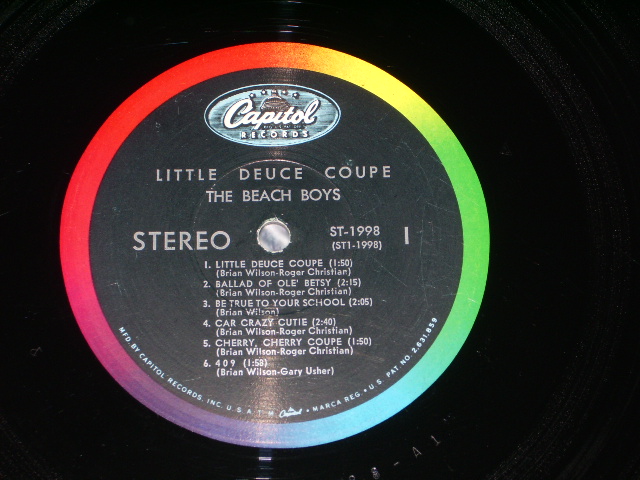 Capitol
RECORDS
LITTLE DEUCE COUPE
THE BEACH BOYS
STEREO
ST-1998
(ST1-1998)
1
1. LITTLE DEUCE COUPE (1:50)
(Brian Wilson-Roger Christian)
2. BALLAD OF OLE' BETSY (2:15)
(Brian Wilson-Roger Christian)
3. BE TRUE TO YOUR SCHOOL (2:05)
(Brian Wilson)
4. CAR CRAZY CUTIE (2:40)
(Brian Wilson-Roger Christian)
5. CHERRY, CHERRY COUPE (1:50)
(Brian Wilson-Roger Christian)
6. 409 (1:58)
(Brian Wilson-Gary Usher)
MFD. BY CAPITOL RECORDS, INC. U.S.A. T.M. Capitol • MARCA REG. • U.S. PAT. NO. 2,631,859